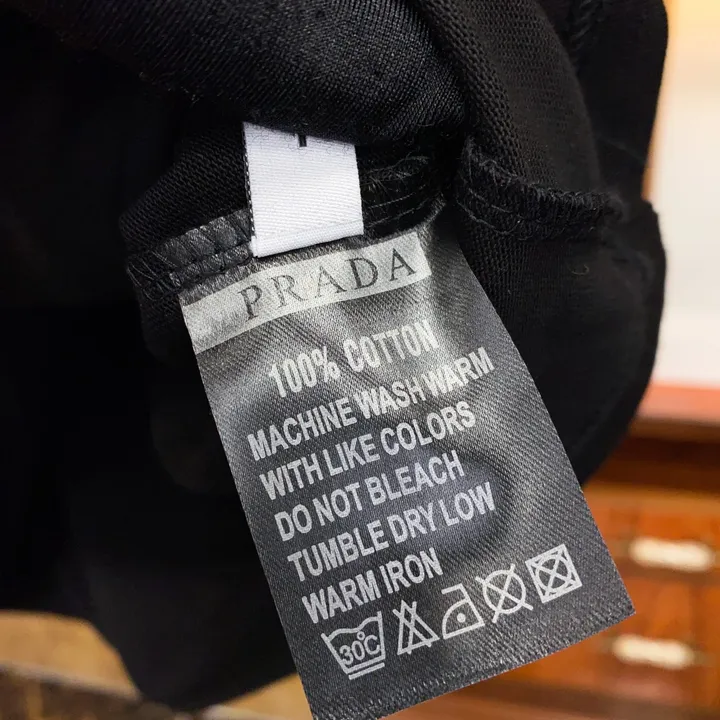 PRADA
100% COTTON
MACHINE WASH WARM
WITH LIKE COLORS
DO NOT BLEACH
TUMBLE DRY LOW
WARM IRON
30C